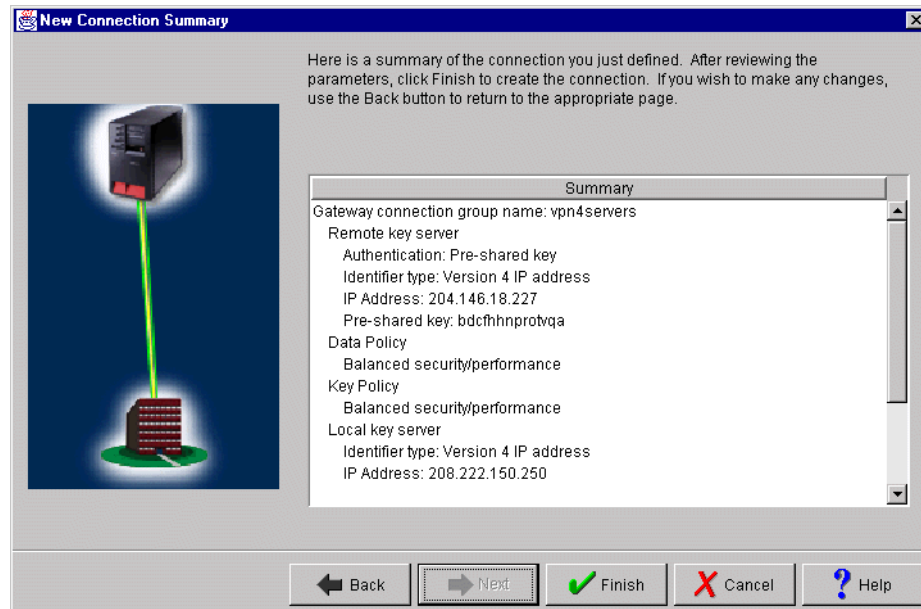 New Connection Summary
Here is a summary of the connection you just defined. After reviewing the
parameters, click Finish to create the connection. If you wish to make any changes,
use the Back button to return to the appropriate page.
Summary
Gateway connection group name: vpn4servers
Remote key server
Authentication: Pre-shared key
Identifier type: Version 4 IP address
IP Address: 204.146.18.227
Pre-shared key: bdcfhhnprotvqa
Data Policy
Balanced security/performance
Key Policy
Balanced security/performance
Local key server
Identifier type: Version 4 IP address
IP Address: 208.222.150.250
Back
Next
Finish
Cancel
Help